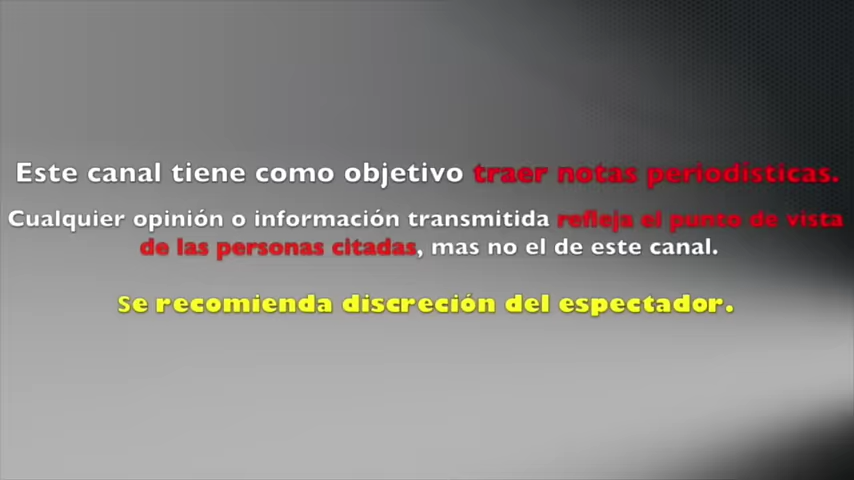 Este canal tiene como objetivo traer notas periodísticas.
Cualquier opinión o información transmitida refleja el punto de vista
de las personas citadas, mas no el de este canal.
Se recomienda discreción del espectador.